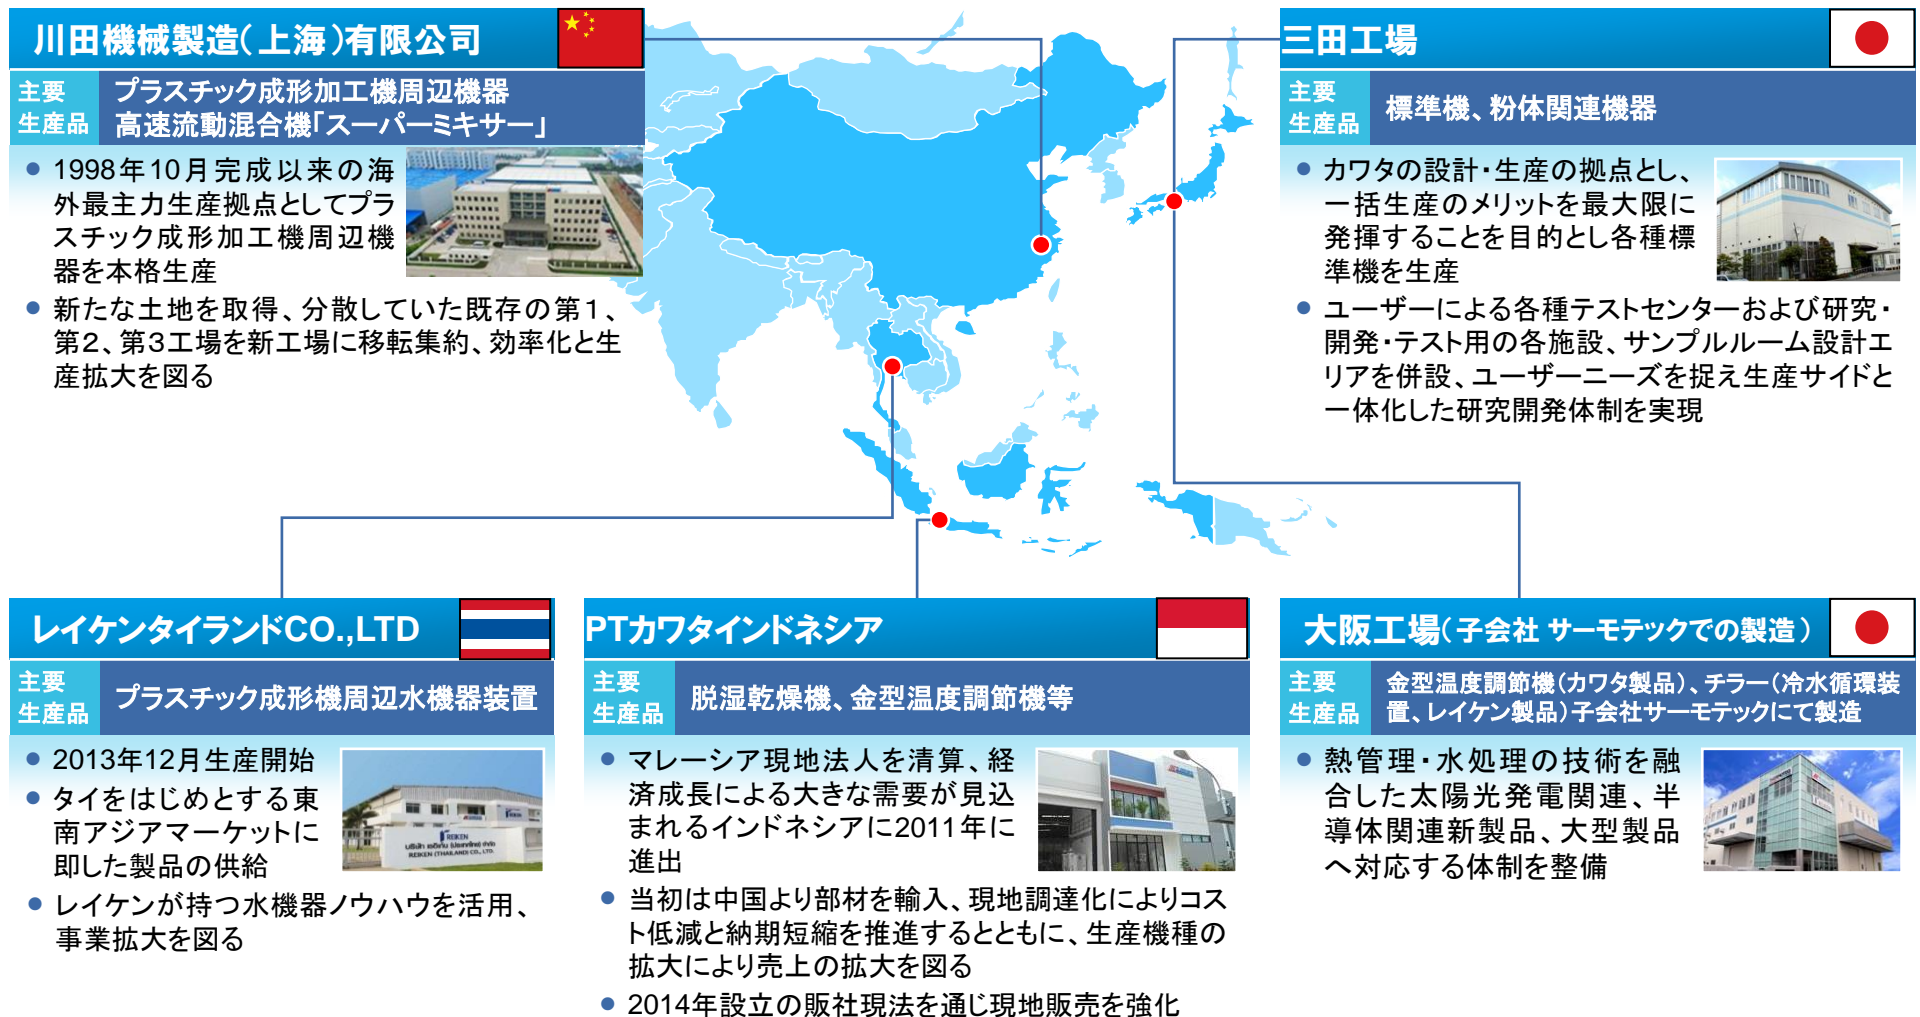 川田機械製造(上海)有限公司
主要
生産品
プラスチック成形加工機周辺機器
高速流動混合機「スーパーミキサー」
1998年10月完成以来の海
外最主力生産拠点としてプラ
スチック成形加工機周辺機
器を本格生産
新たな土地を取得、分散していた既存の第1、
第2、第3工場を新工場に移転集約、効率化と生
産拡大を図る
三田工場
主要
生産品
標準機、粉体関連機器
カワタの設計・生産の拠点とし、
一括生産のメリットを最大限に
発揮することを目的とし各種標
準機を生産
ユーザーによる各種テストセンターおよび研究・
開発・テスト用の各施設、サンプルルーム設計エ
リアを併設、ユーザーニーズを捉え生産サイドと
一体化した研究開発体制を実現
レイケンタイランドCO.,LTD
主要
生産品
プラスチック成形機周辺水機器装置
2013年12月生産開始
タイをはじめとする東
南アジアマーケットに
即した製品の供給
REIKEN
REIKEN (THAILAND) CO., LTD.
レイケンが持つ水機器ノウハウを活用、
事業拡大を図る
PTカワタインドネシア
主要
生産品
脱湿乾燥機、金型温度調節機等
マレーシア現地法人を清算、経
済成長による大きな需要が見込
まれるインドネシアに2011年に
進出
当初は中国より部材を輸入、現地調達化によりコス
ト低減と納期短縮を推進するとともに、生産機種の
拡大により売上の拡大を図る
2014年設立の販社現法を通じ現地販売を強化
大阪工場(子会社 サーモテックでの製造)
主要
生産品
金型温度調節機(カワタ製品)、チラー(冷水循環装
置、レイケン製品)子会社サーモテックにて製造
熱管理・水処理の技術を融
合した太陽光発電関連、半
導体関連新製品、大型製品
へ対応する体制を整備